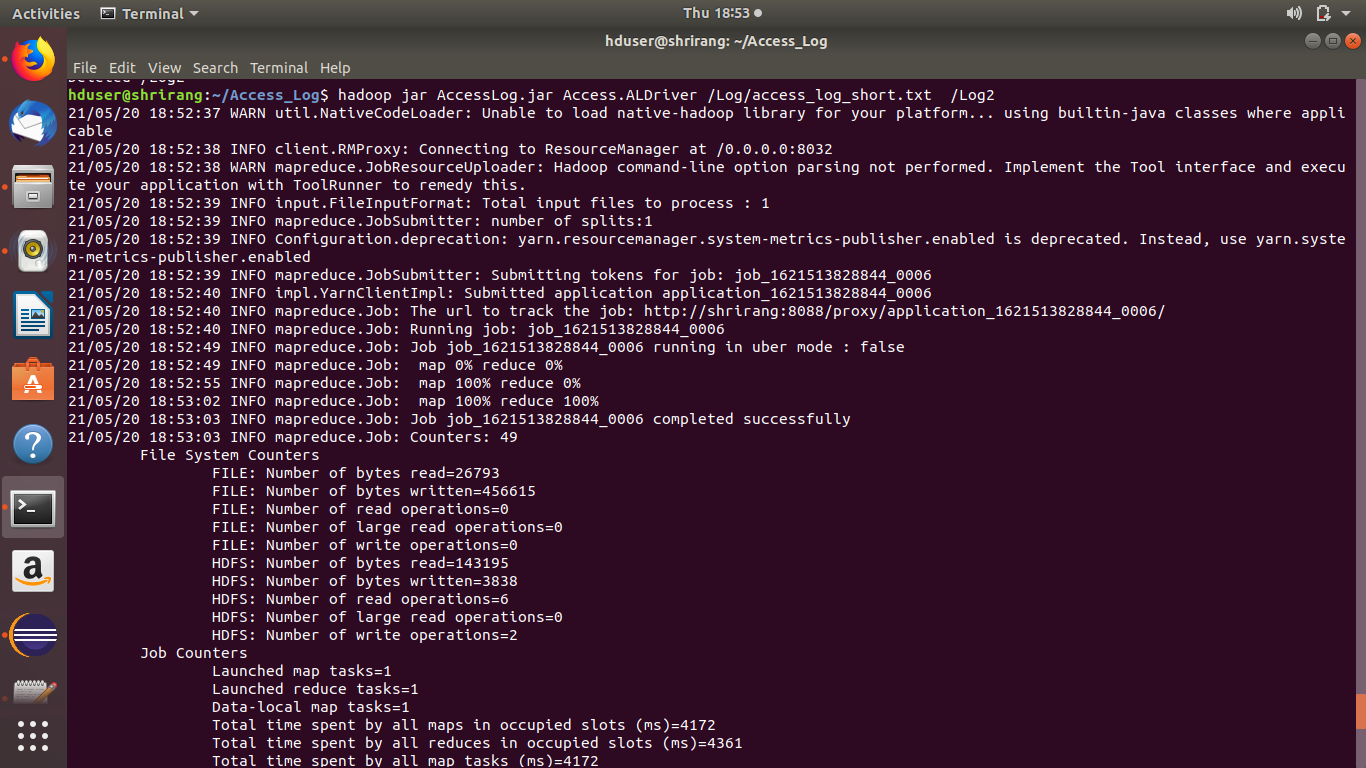 Activities Terminal Thu 18:53
hduser@shrirang: ~/Access_Log
File Edit View Search Terminal Help
Deleted /Log2
hduser@shrirang:~/Access_Log$ hadoop jar AccessLog.jar Access.ALDriver /Log/access_log_short.txt  /Log2
21/05/20 18:52:37 WARN util.NativeCodeLoader: Unable to load native-hadoop library for your platform... using builtin-java classes where appli
cable
21/05/20 18:52:38 INFO client.RMProxy: Connecting to ResourceManager at /0.0.0.0:8032
21/05/20 18:52:38 WARN mapreduce.JobResourceUploader: Hadoop command-line option parsing not performed. Implement the Tool interface and execu
te your application with ToolRunner to remedy this.
21/05/20 18:52:39 INFO input.FileInputFormat: Total input files to process : 1
21/05/20 18:52:39 INFO mapreduce.JobSubmitter: number of splits:1
21/05/20 18:52:39 INFO Configuration.deprecation: yarn.resourcemanager.system-metrics-publisher.enabled is deprecated. Instead, use yarn.syste
m-metrics-publisher.enabled
21/05/20 18:52:39 INFO mapreduce.JobSubmitter: Submitting tokens for job: job_1621513828844_0006
21/05/20 18:52:40 INFO impl.YarnClientImpl: Submitted application application_1621513828844_0006
21/05/20 18:52:40 INFO mapreduce.Job: The url to track the job: http://shrirang:8088/proxy/application_1621513828844_0006/
21/05/20 18:52:40 INFO mapreduce.Job: Running job: job_1621513828844_0006
21/05/20 18:52:49 INFO mapreduce.Job: Job job_1621513828844_0006 running in uber mode : false
21/05/20 18:52:49 INFO mapreduce.Job:  map 0% reduce 0%
21/05/20 18:52:55 INFO mapreduce.Job:  map 100% reduce 0%
21/05/20 18:53:02 INFO mapreduce.Job:  map 100% reduce 100%
21/05/20 18:53:03 INFO mapreduce.Job: Job job_1621513828844_0006 completed successfully
21/05/20 18:53:03 INFO mapreduce.Job: Counters: 49
File System Counters
FILE: Number of bytes read=26793
FILE: Number of bytes written=456615
FILE: Number of read operations=0
FILE: Number of large read operations=0
FILE: Number of write operations=0
HDFS: Number of bytes read=143195
HDFS: Number of bytes written=3838
HDFS: Number of read operations=6
HDFS: Number of large read operations=0
HDFS: Number of write operations=2
Job Counters
Launched map tasks=1
Launched reduce tasks=1
Data-local map tasks=1
Total time spent by all maps in occupied slots (ms)=4172
Total time spent by all reduces in occupied slots (ms)=4361
Total time spent by all map tasks (ms)=4172